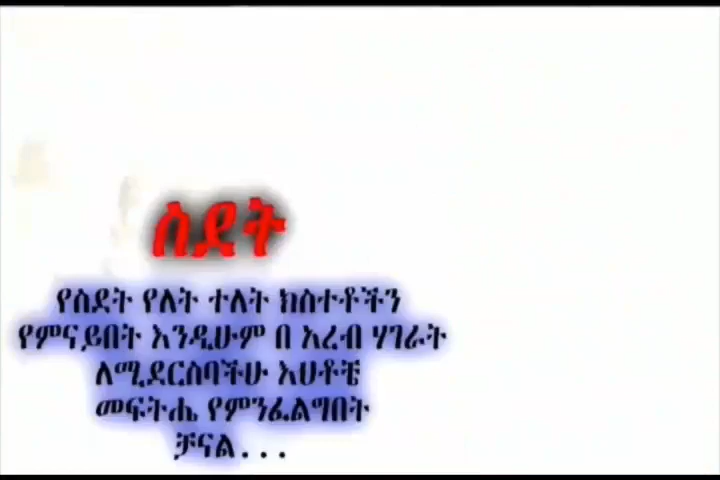 ስደት
የስደት የለት ተለት ክስተቶችን
የምናይበት እንዲሁም በ አረብ ሃገራት
ለሚደርስባችሁ እህቶቼ
መፍትሔ የምንፈልግበት
ቻናል...